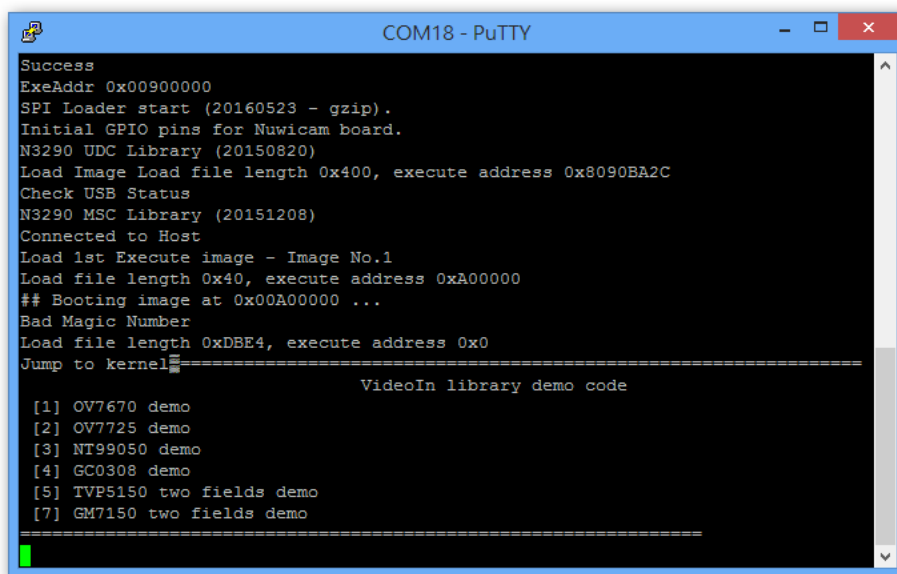 COM18 - PuTTY
Success
ExeAddr 0x00900000
SPI Loader start (20160523 - gzip).
Initial GPIO pins for Nuwicam board.
N3290 UDC Library (20150820)
Load Image Load file length 0x400, execute address 0x8090BA2C
Check USB Status
N3290 MSC Library (20151208)
Connected to Host
Load 1st Execute image - Image No.1
Load file length 0x40, execute address 0xA00000
## Booting image at 0x00A00000 ...
Bad Magic Number
Load file length 0xDBE4, execute address 0x0
Jump to kernel▒================================================================
VideoIn library demo code
[1] OV7670 demo
[2] OV7725 demo
[3] NT99050 demo
[4] GC0308 demo
[5] TVP5150 two fields demo
[7] GM7150 two fields demo
================================================================